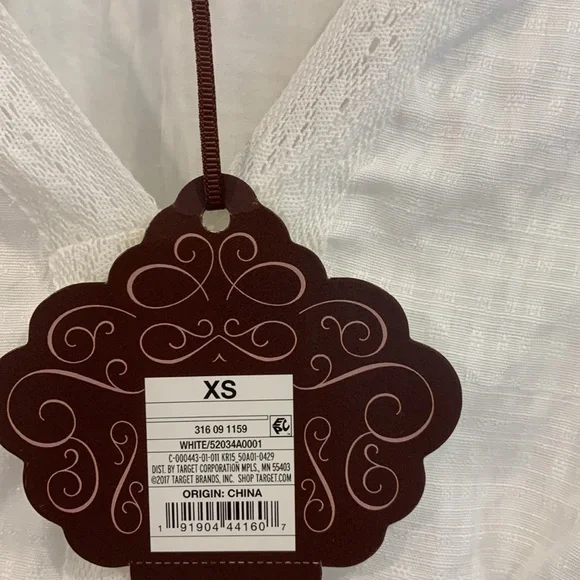 XS
316 09 1159
WHITE/52034A0001
C-000443-01-011 KR15_50A01-0429
DIST. BY TARGET CORPORATION MPLS., MN 55403
©2017 TARGET BRANDS, INC. SHOP TARGET.COM
ORIGIN: CHINA
1 91904 44160 7